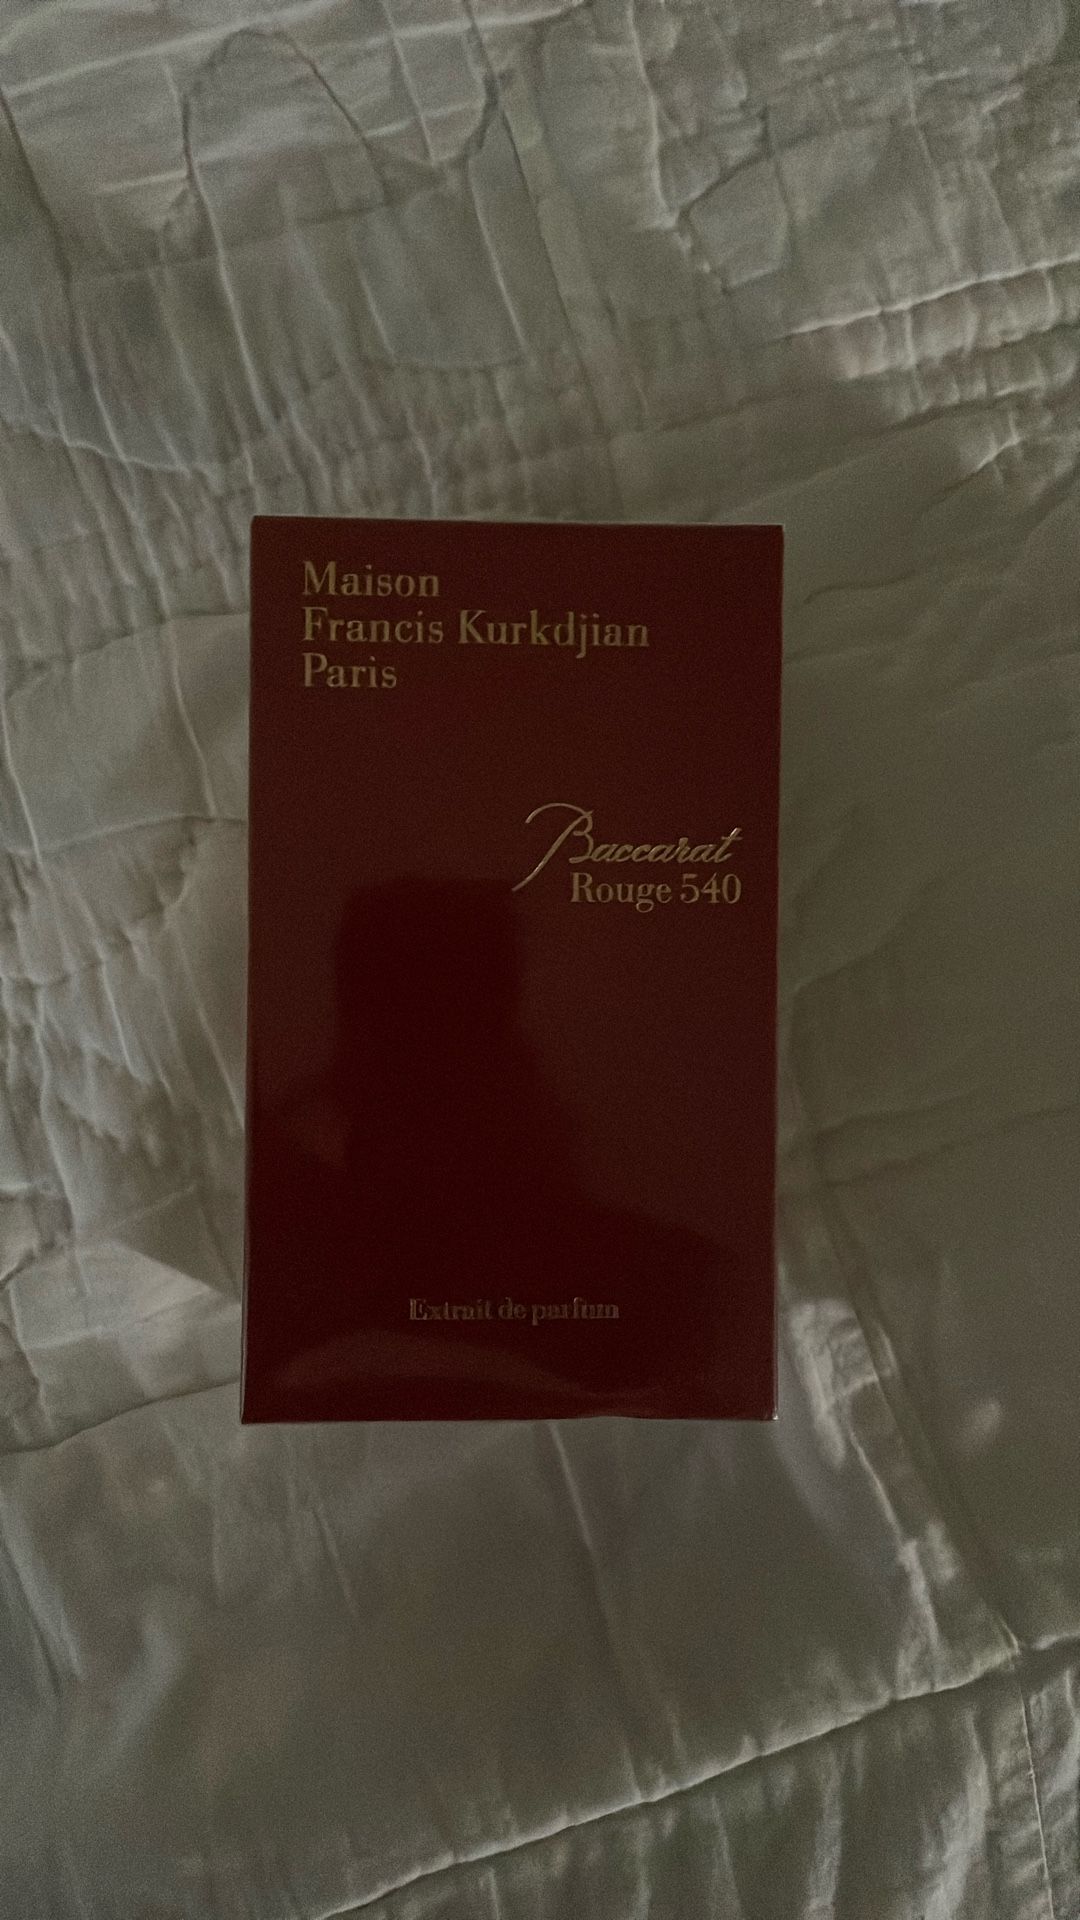 Maison
Francis Kurkdjian
Paris
Baccarat
Rouge 540
Extrait de parfum